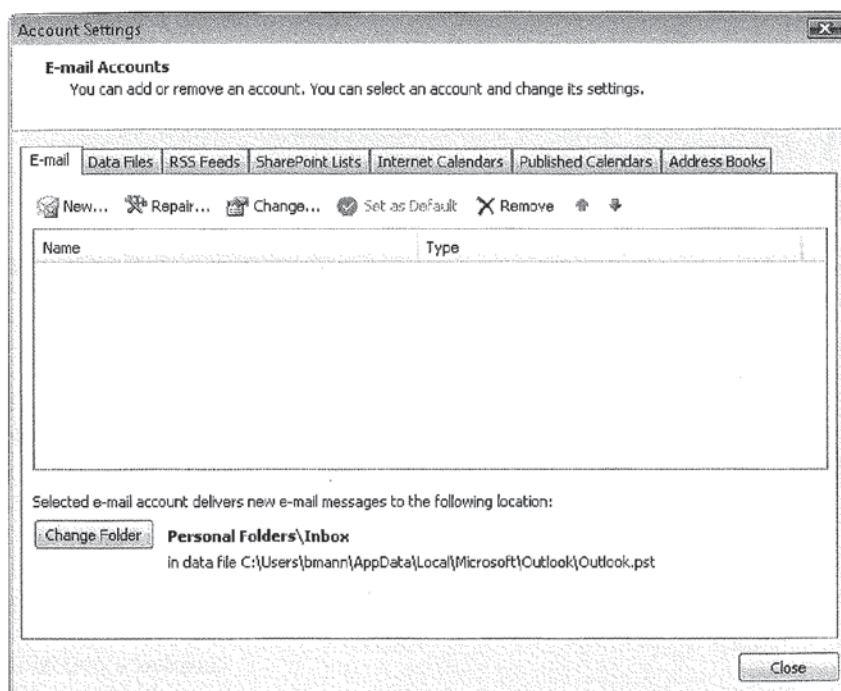 Account Settings
E-mail Accounts
You can add or remove an account. You can select an account and change its settings.
E-mail Data Files RSS Feeds SharePoint Lists Internet Calendars Published Calendars Address Books
New... Repair... Change... Set as Default Remove
Name Type
Selected e-mail account delivers new e-mail messages to the following location:
Change Folder Personal Folders\Inbox
in data file C:\Users\bmann\AppData\Local\Microsoft\Outlook\Outlook.pst
Close